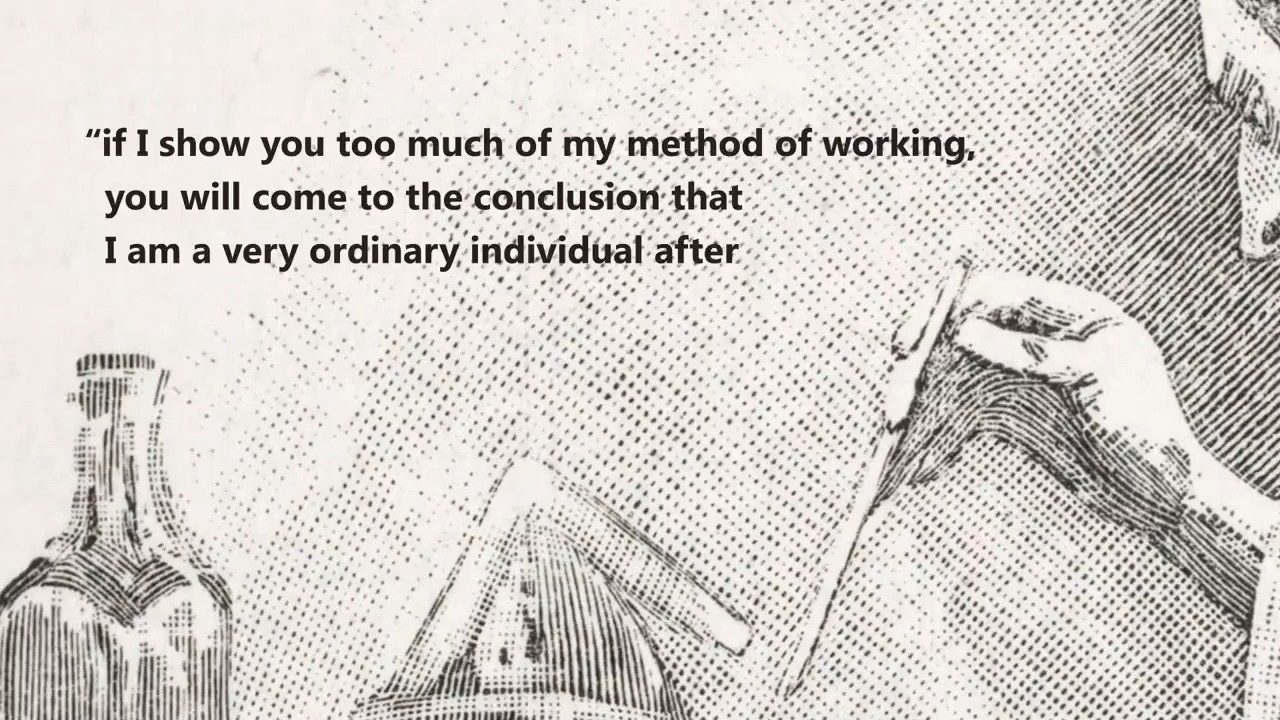 “if I show you too much of my method of working,
you will come to the conclusion that
I am a very ordinary individual after